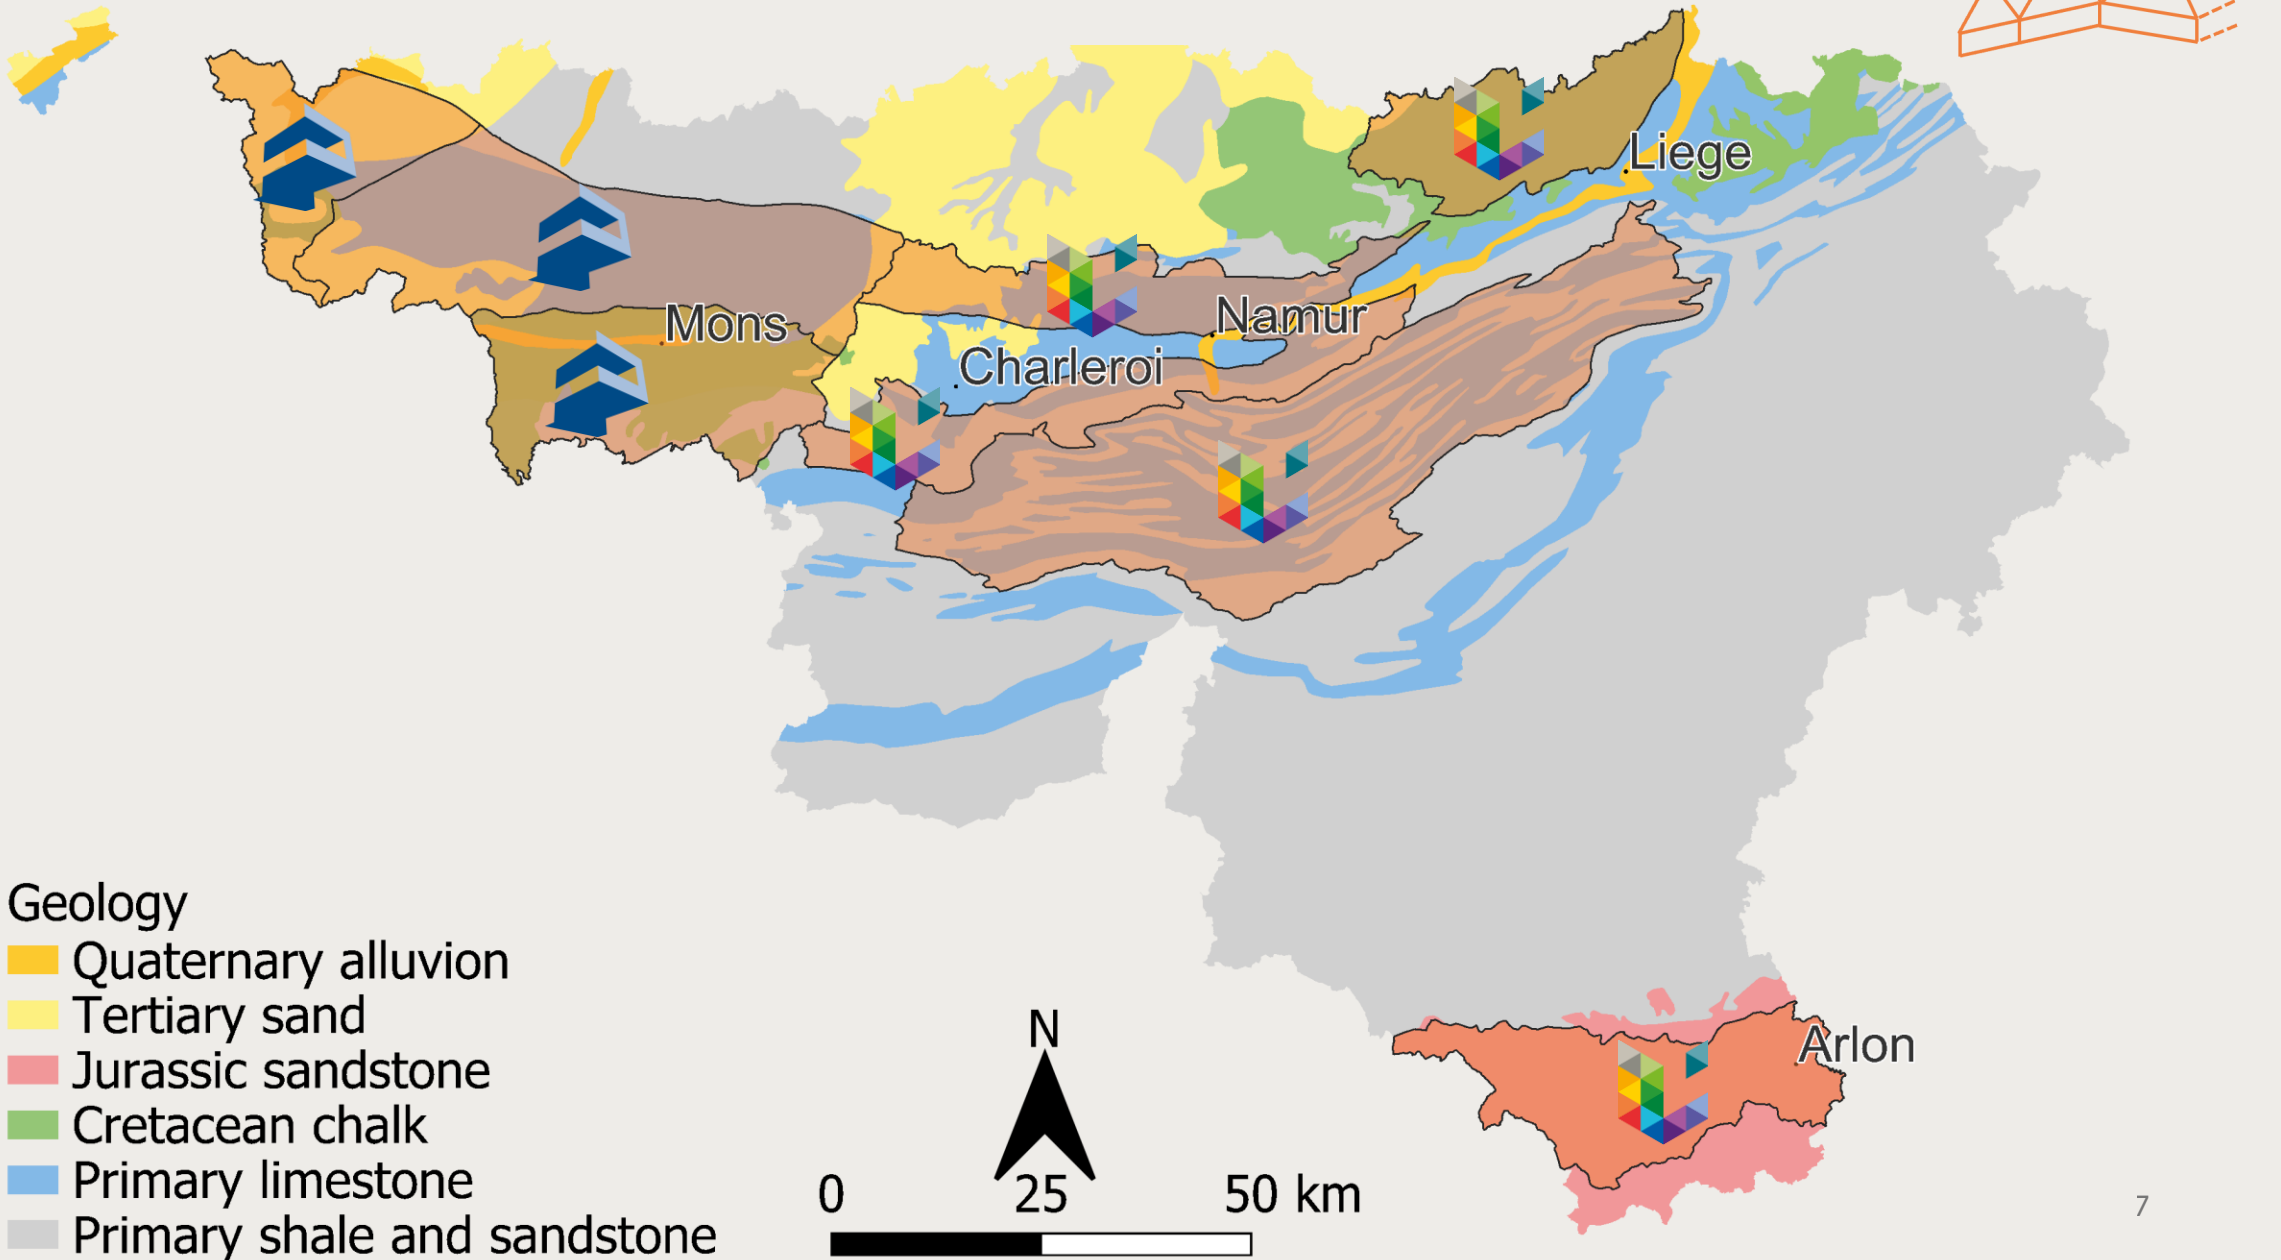 Liege
Mons
Namur
Charleroi
Arlon
Geology
Quaternary alluvion
Tertiary sand
Jurassic sandstone
Cretacean chalk
Primary limestone
Primary shale and sandstone
N
0 25 50 km
7